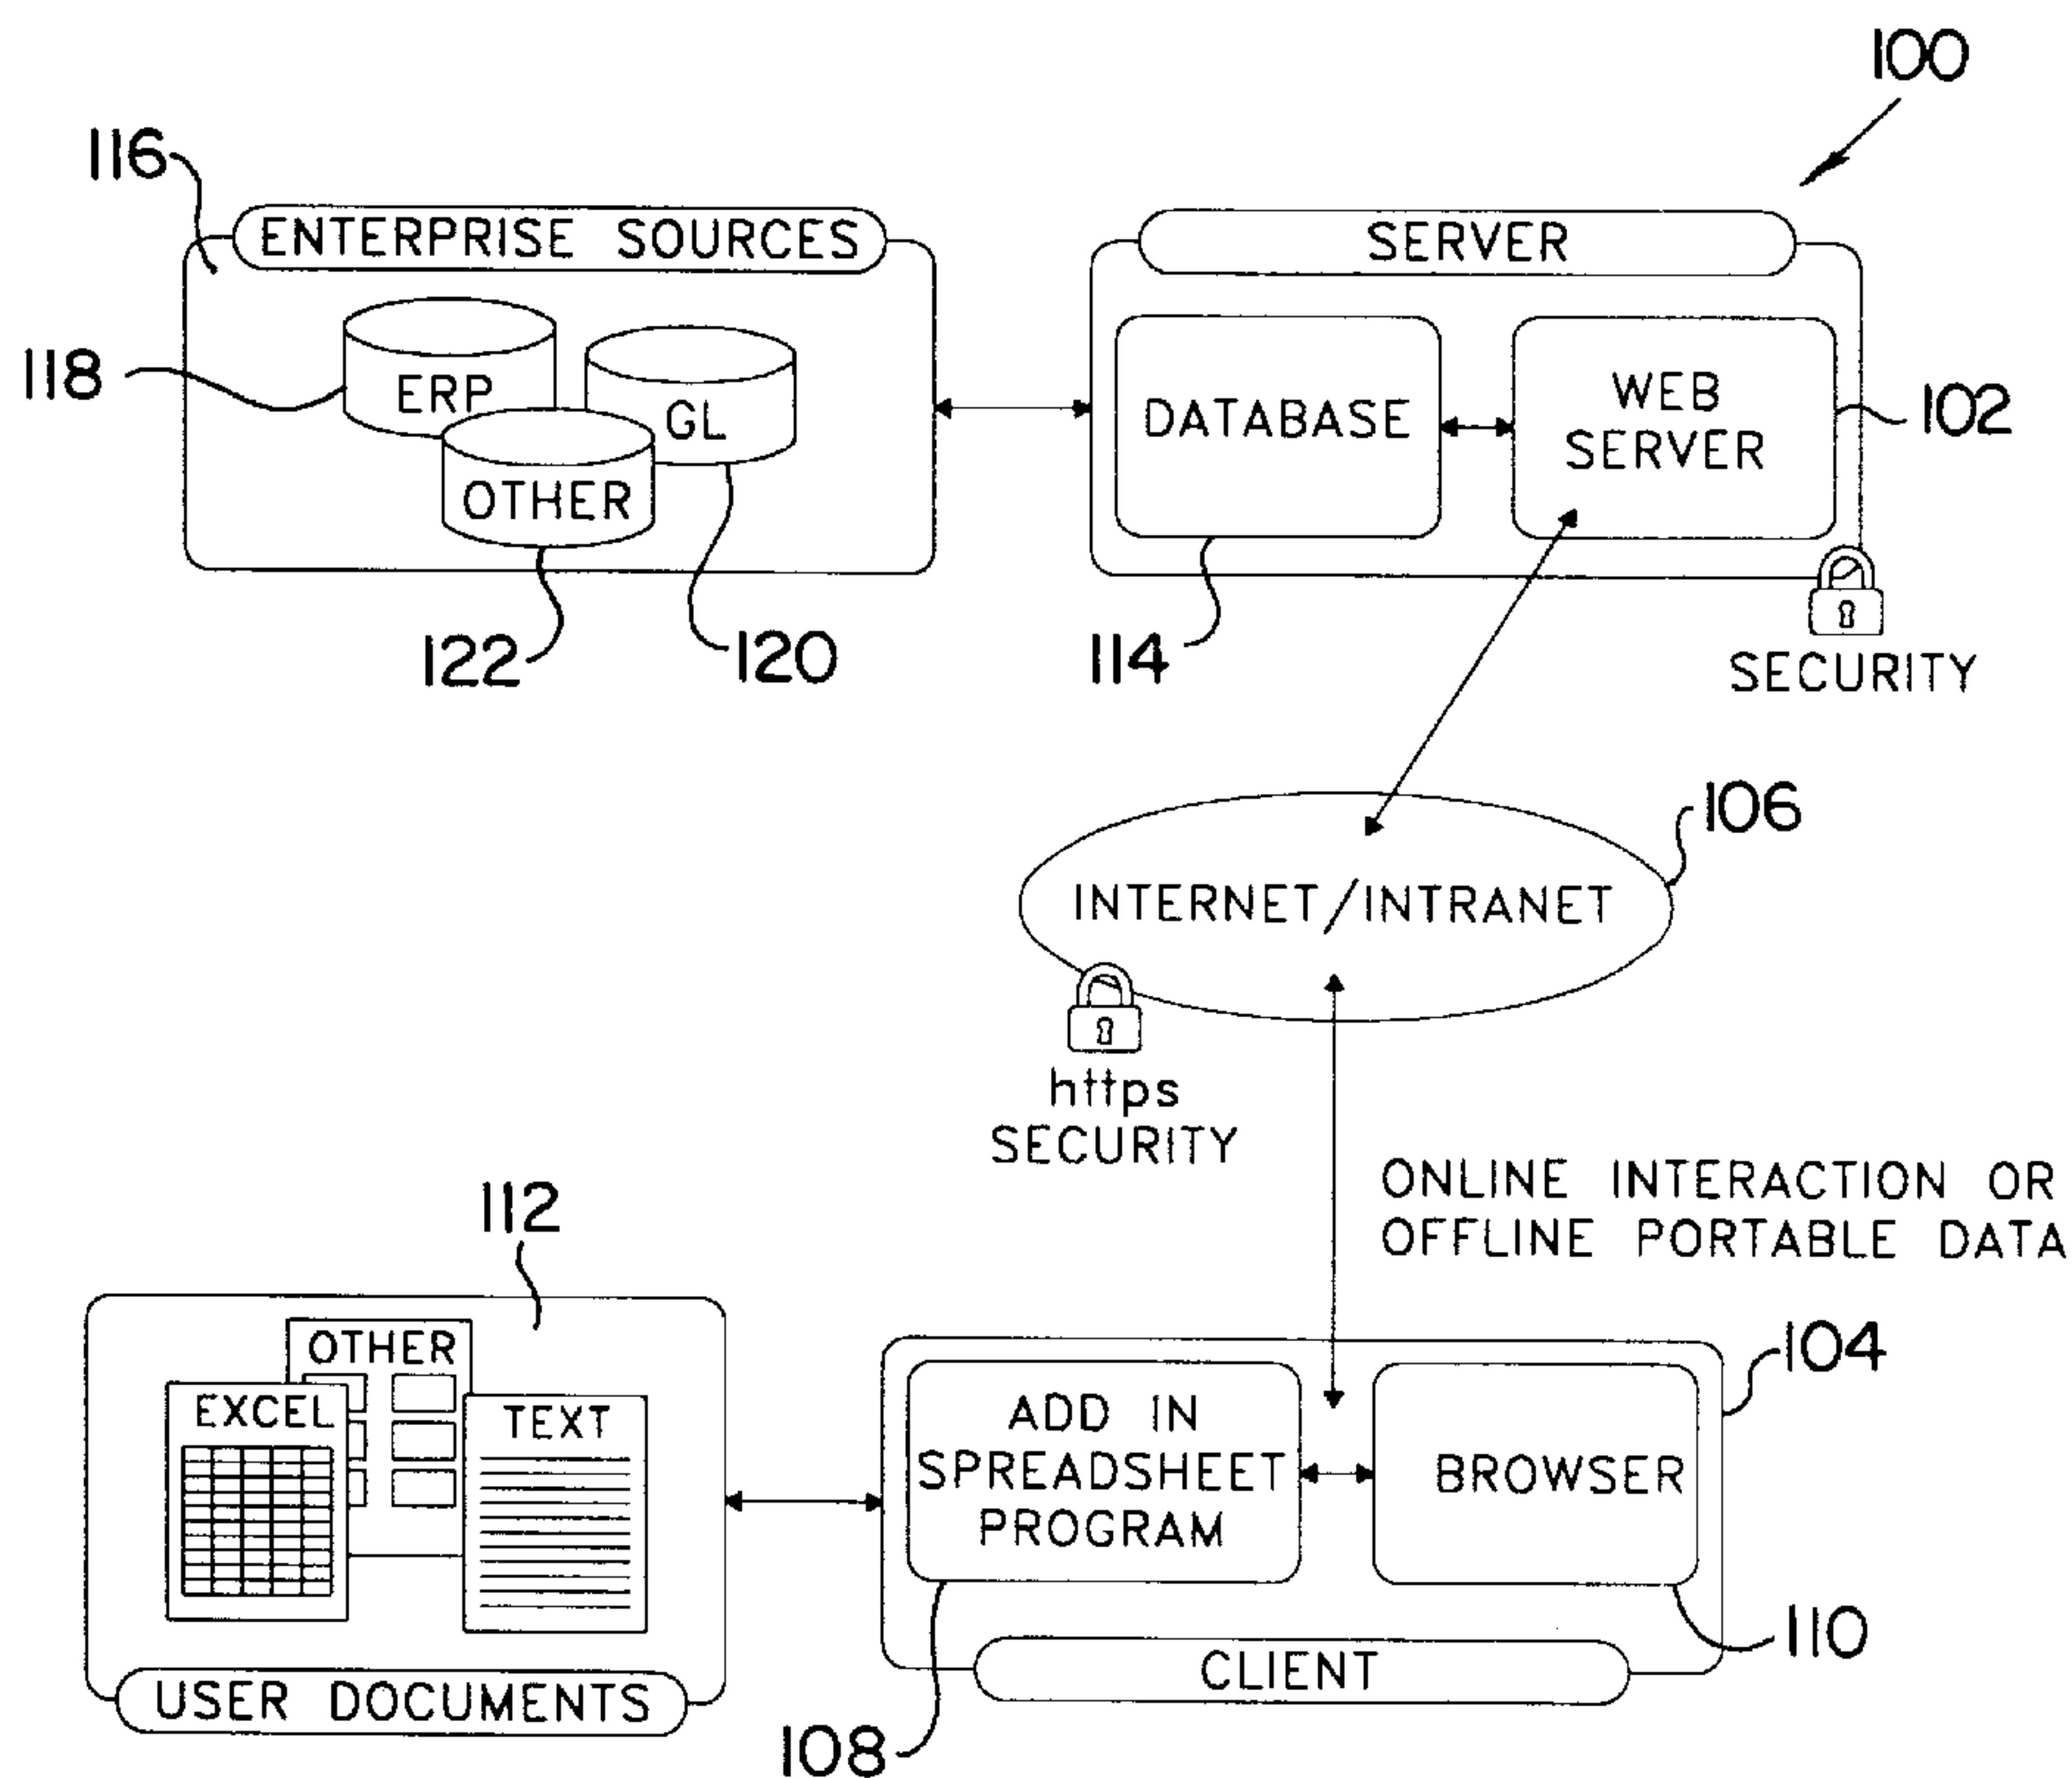 100
116
ENTERPRISE SOURCES
SERVER
118
ERP
GL
OTHER
DATABASE
WEB
SERVER
102
122
120
114
SECURITY
106
INTERNET/INTRANET
https
SECURITY
ONLINE INTERACTION OR
OFFLINE PORTABLE DATA
112
OTHER
EXCEL
TEXT
USER DOCUMENTS
104
ADD IN
SPREADSHEET
PROGRAM
BROWSER
CLIENT
110
108